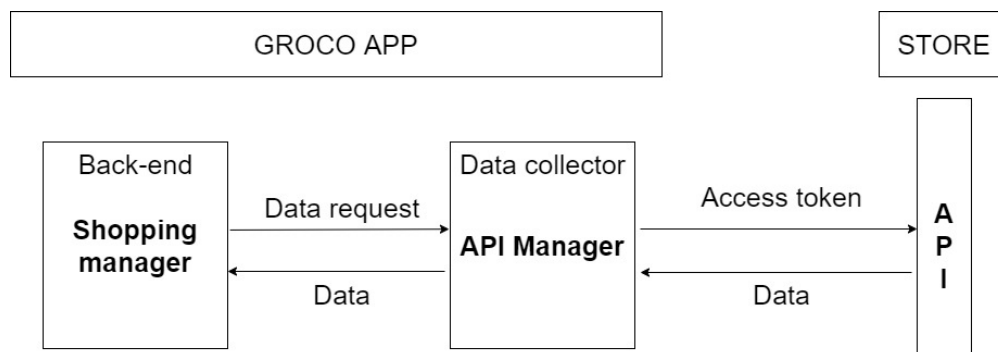 GROCO APP
STORE
Back-end
Shopping
manager
Data request
Data
Data collector
API Manager
Access token
Data
A
P
I